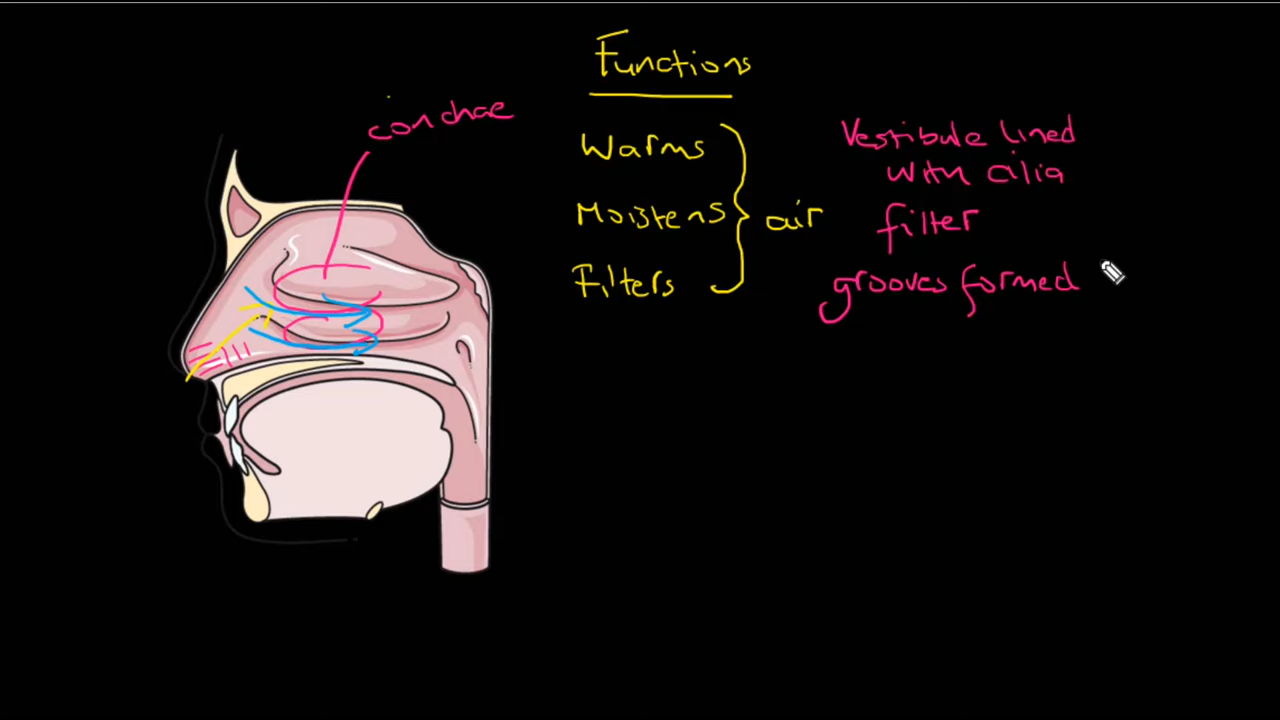 Functions
conchae
Warms
Moistens
Filters
air
Vestibule lined
with cilia
filter
grooves formed